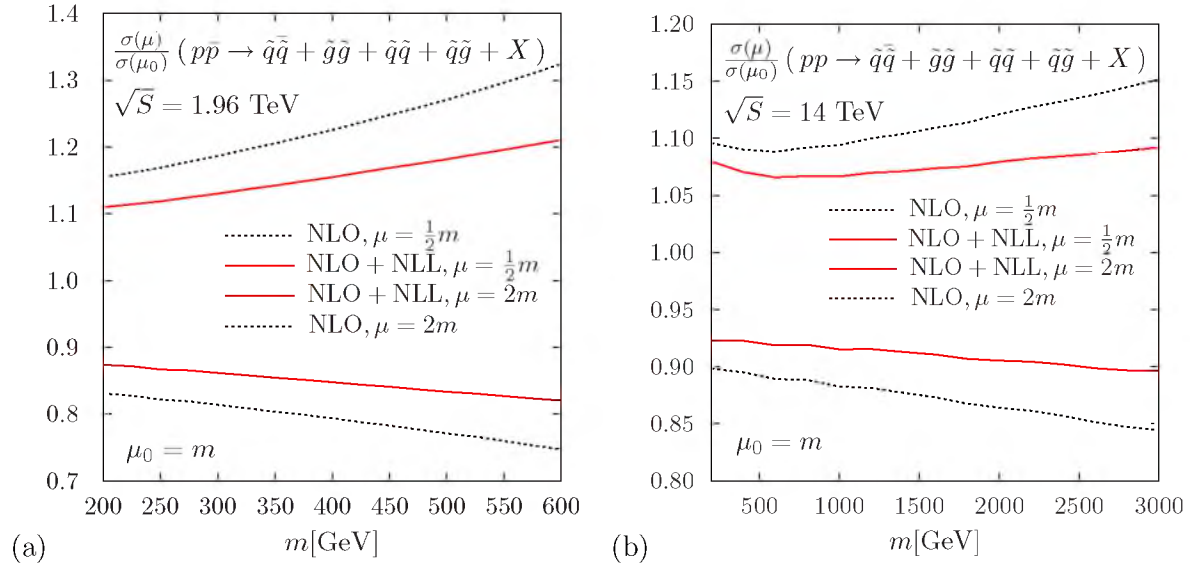 σ(μ)/σ(μ₀) ( pp̄ → q̃q̃̄ + g̃g̃ + q̃q̃ + q̃g̃ + X )
√S = 1.96 TeV
1.4
1.3
1.2
1.1
1.0
0.9
0.8
0.7
NLO, μ = ½m
NLO + NLL, μ = ½m
NLO + NLL, μ = 2m
NLO, μ = 2m
μ₀ = m
200 250 300 350 400 450 500 550 600
(a) m[GeV]
σ(μ)/σ(μ₀) ( pp → q̃q̃̄ + g̃g̃ + q̃q̃ + q̃g̃ + X )
√S = 14 TeV
1.20
1.15
1.10
1.05
1.00
0.95
0.90
0.85
0.80
NLO, μ = ½m
NLO + NLL, μ = ½m
NLO + NLL, μ = 2m
NLO, μ = 2m
μ₀ = m
500 1000 1500 2000 2500 3000
(b) m[GeV]